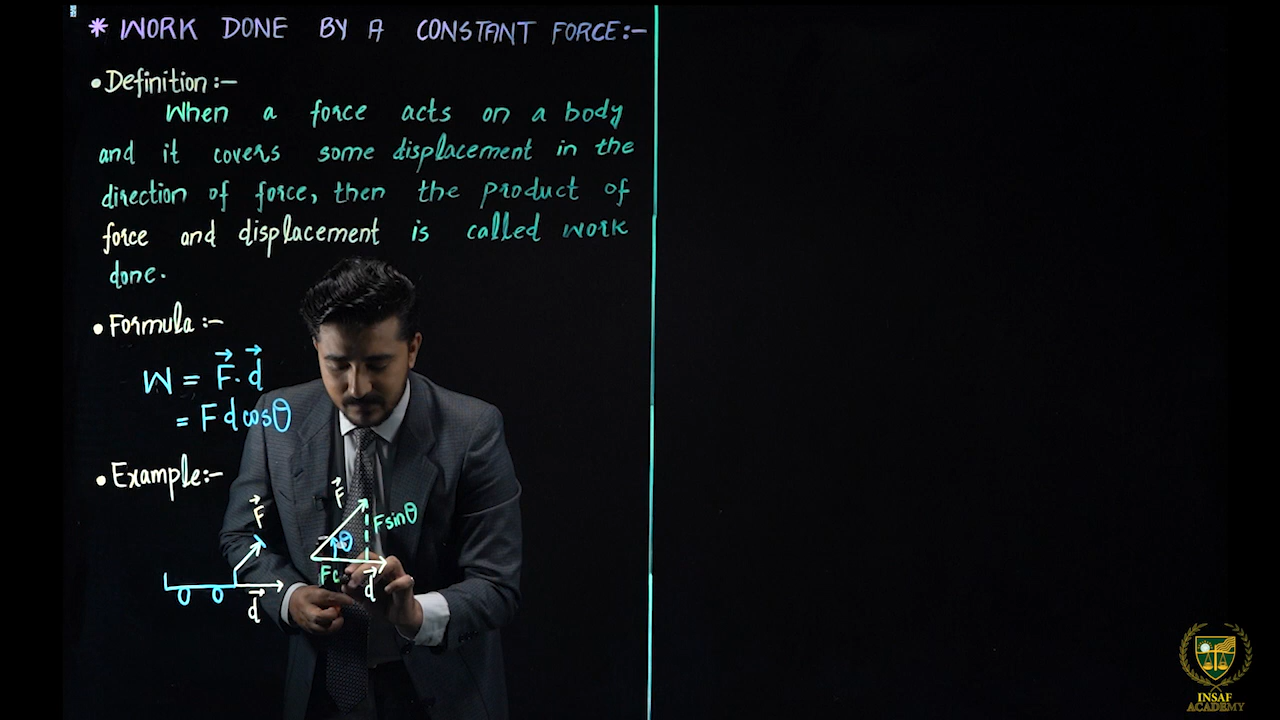 * WORK DONE BY A CONSTANT FORCE:-
• Definition:-
When a force acts on a body
and it covers some displacement in the
direction of force, then the product of
force and displacement is called work
done.
• Formula:-
W = F⃗ . d⃗
= F d cosθ
• Example:-
F⃗
d⃗
F⃗
Fsinθ
θ
Fc
d⃗
INSAF
ACADEMY